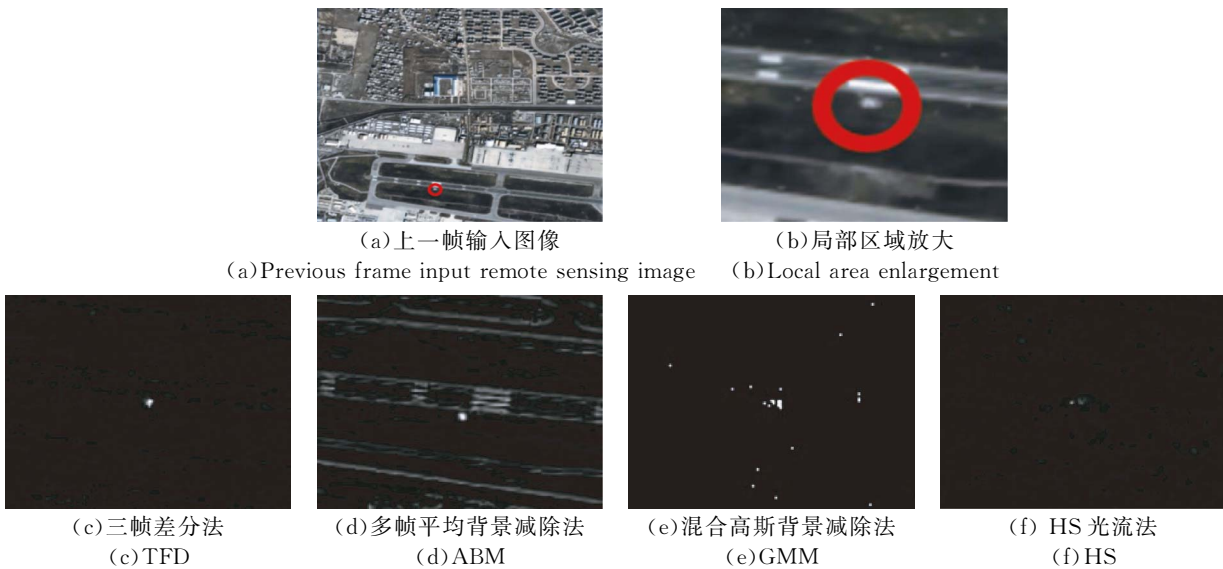 (a)上一帧输入图像
(b)局部区域放大
(a)Previous frame input remote sensing image
(b)Local area enlargement
(c)三帧差分法
(d)多帧平均背景减除法
(e)混合高斯背景减除法
(f) HS光流法
(c)TFD
(d)ABM
(e)GMM
(f)HS